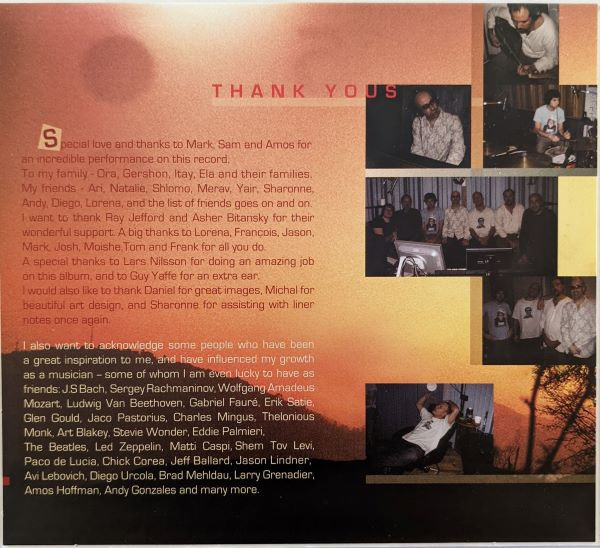 THANK YOUS
Special love and thanks to Mark, Sam and Amos for
an incredible performance on this record.
To my family - Ora, Gershon, Itay, Ela and their families.
My friends - Ari, Natalie, Shlomo, Merav, Yair, Sharonne,
Andy, Diego, Lorena, and the list of friends goes on and on.
I want to thank Ray Jefford and Asher Bitansky for their
wonderful support. A big thanks to Lorena, François, Jason,
Mark, Josh, Moishe,Tom and Frank for all you do.
A special thanks to Lars Nilsson for doing an amazing job
on this album, and to Guy Yaffe for an extra ear.
I would also like to thank Daniel for great images, Michal for
beautiful art design, and Sharonne for assisting with liner
notes once again.
I also want to acknowledge some people who have been
a great inspiration to me, and have influenced my growth
as a musician – some of whom I am even lucky to have as
friends: J.S Bach, Sergey Rachmaninov, Wolfgang Amadeus
Mozart, Ludwig Van Beethoven, Gabriel Fauré, Erik Satie,
Glen Gould, Jaco Pastorius, Charles Mingus, Thelonious
Monk, Art Blakey, Stevie Wonder, Eddie Palmieri,
The Beatles, Led Zeppelin, Matti Caspi, Shem Tov Levi,
Paco de Lucia, Chick Corea, Jeff Ballard, Jason Lindner,
Avi Lebovich, Diego Urcola, Brad Mehldau, Larry Grenadier,
Amos Hoffman, Andy Gonzales and many more.